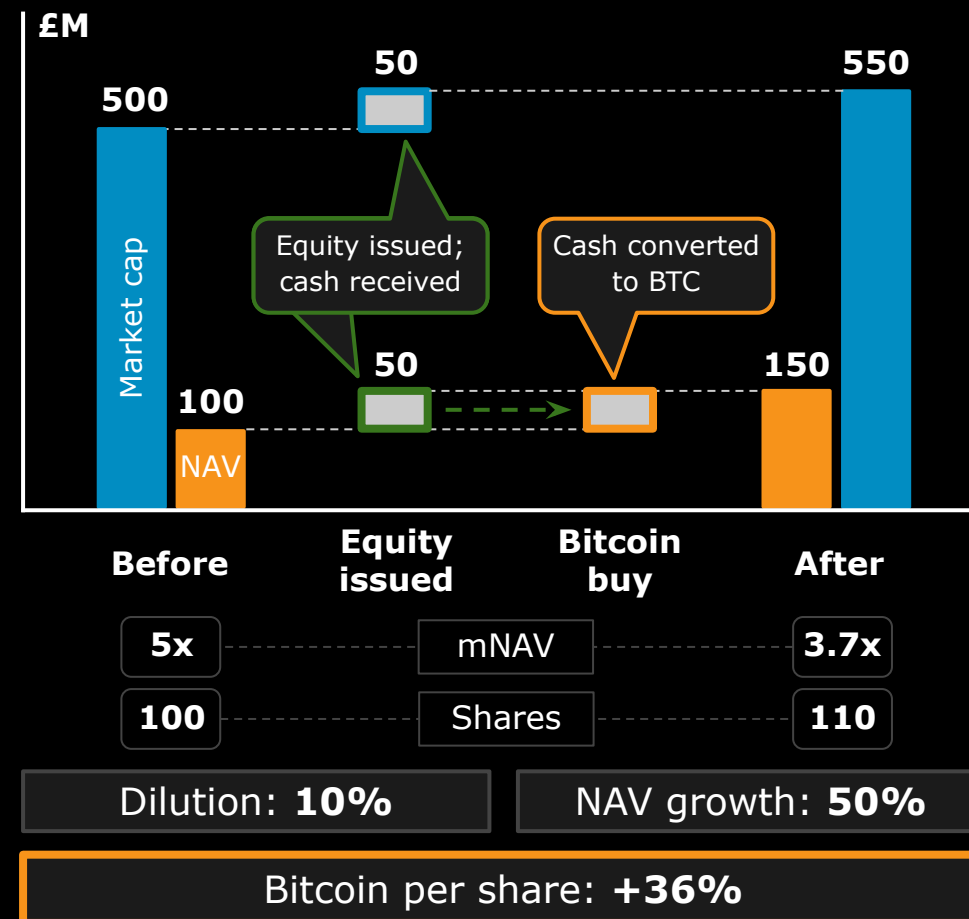 £M
500
50
550
Equity issued;
cash received
Cash converted
to BTC
Market cap
100
NAV
50
150
Before
Equity
issued
Bitcoin
buy
After
5x
mNAV
3.7x
100
Shares
110
Dilution: 10%
NAV growth: 50%
Bitcoin per share: +36%